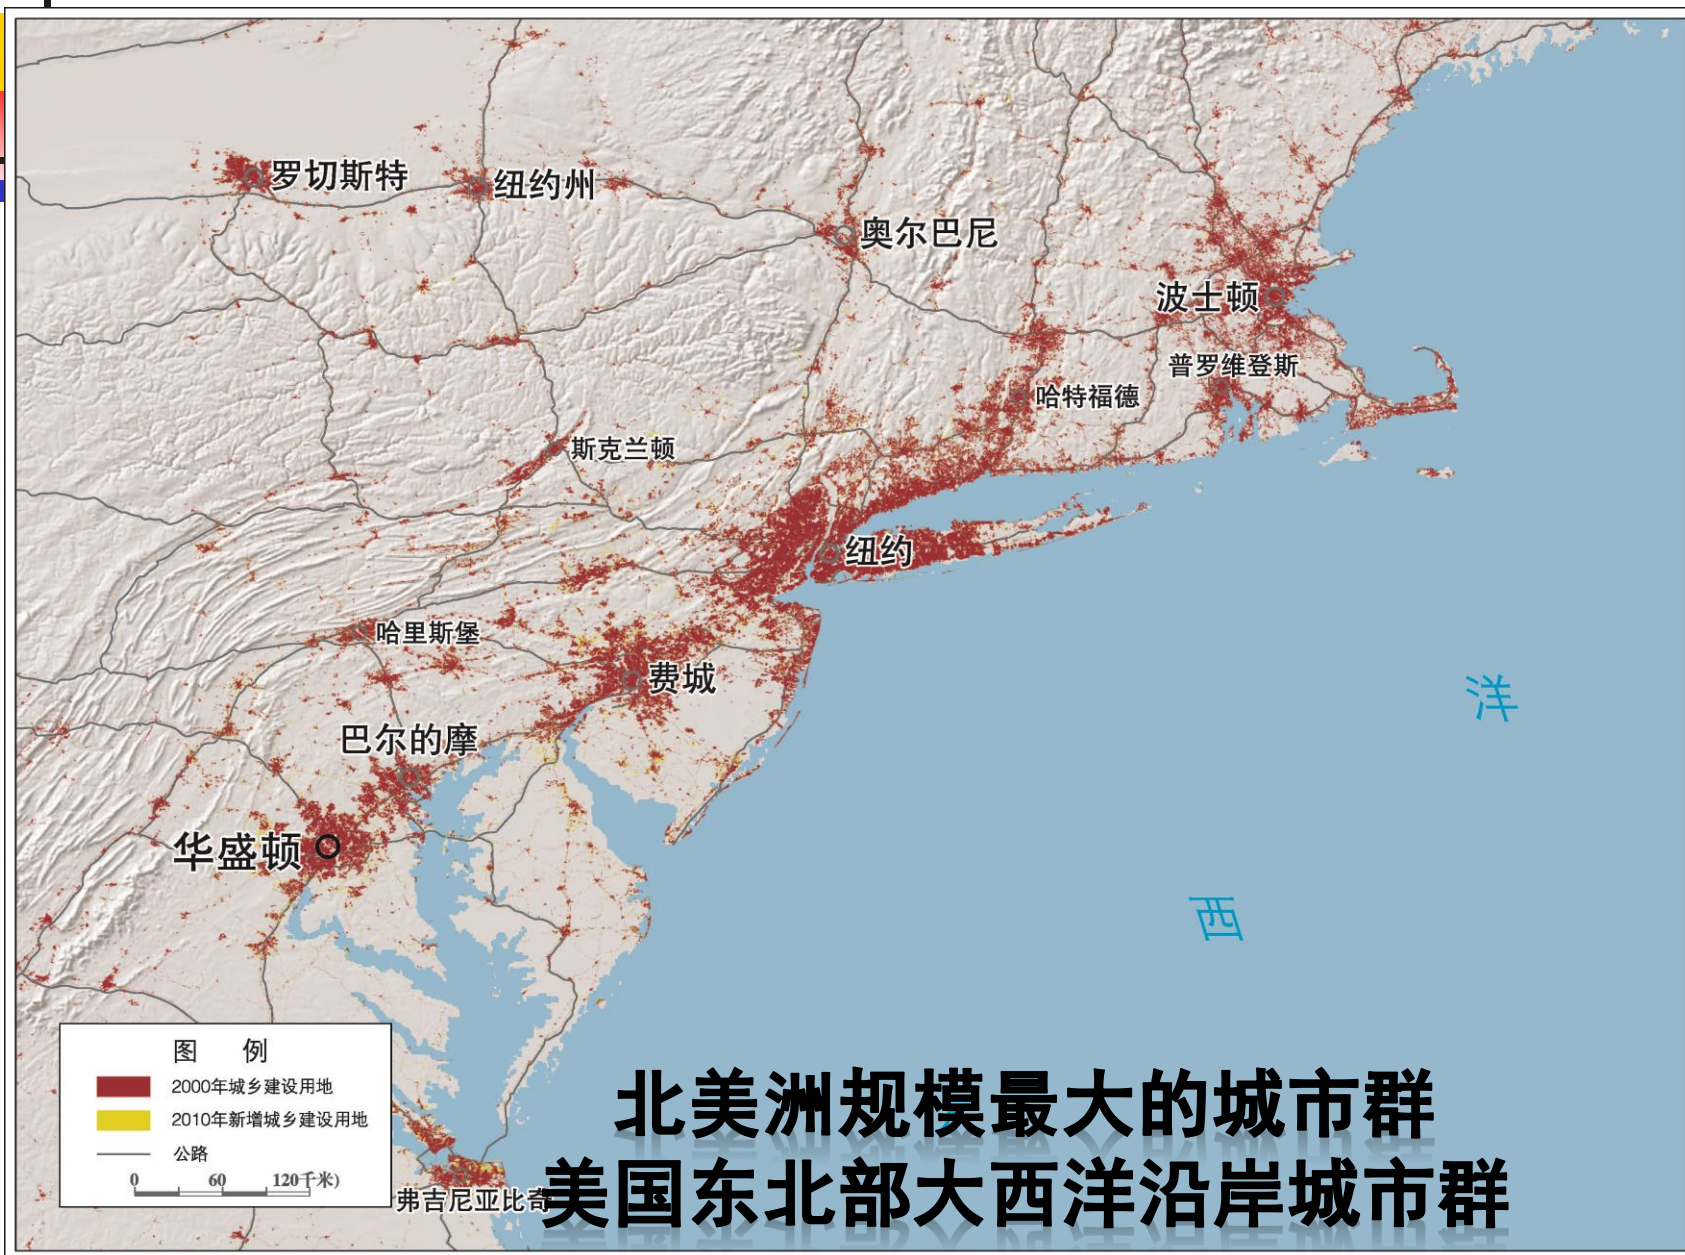 罗切斯特
纽约州
奥尔巴尼
波士顿
普罗维登斯
哈特福德
斯克兰顿
纽约
哈里斯堡
费城
洋
巴尔的摩
华盛顿
西
图 例
2000年城乡建设用地
2010年新增城乡建设用地
公路
0 60 120千米)
弗吉尼亚比奇
北美洲规模最大的城市群
美国东北部大西洋沿岸城市群